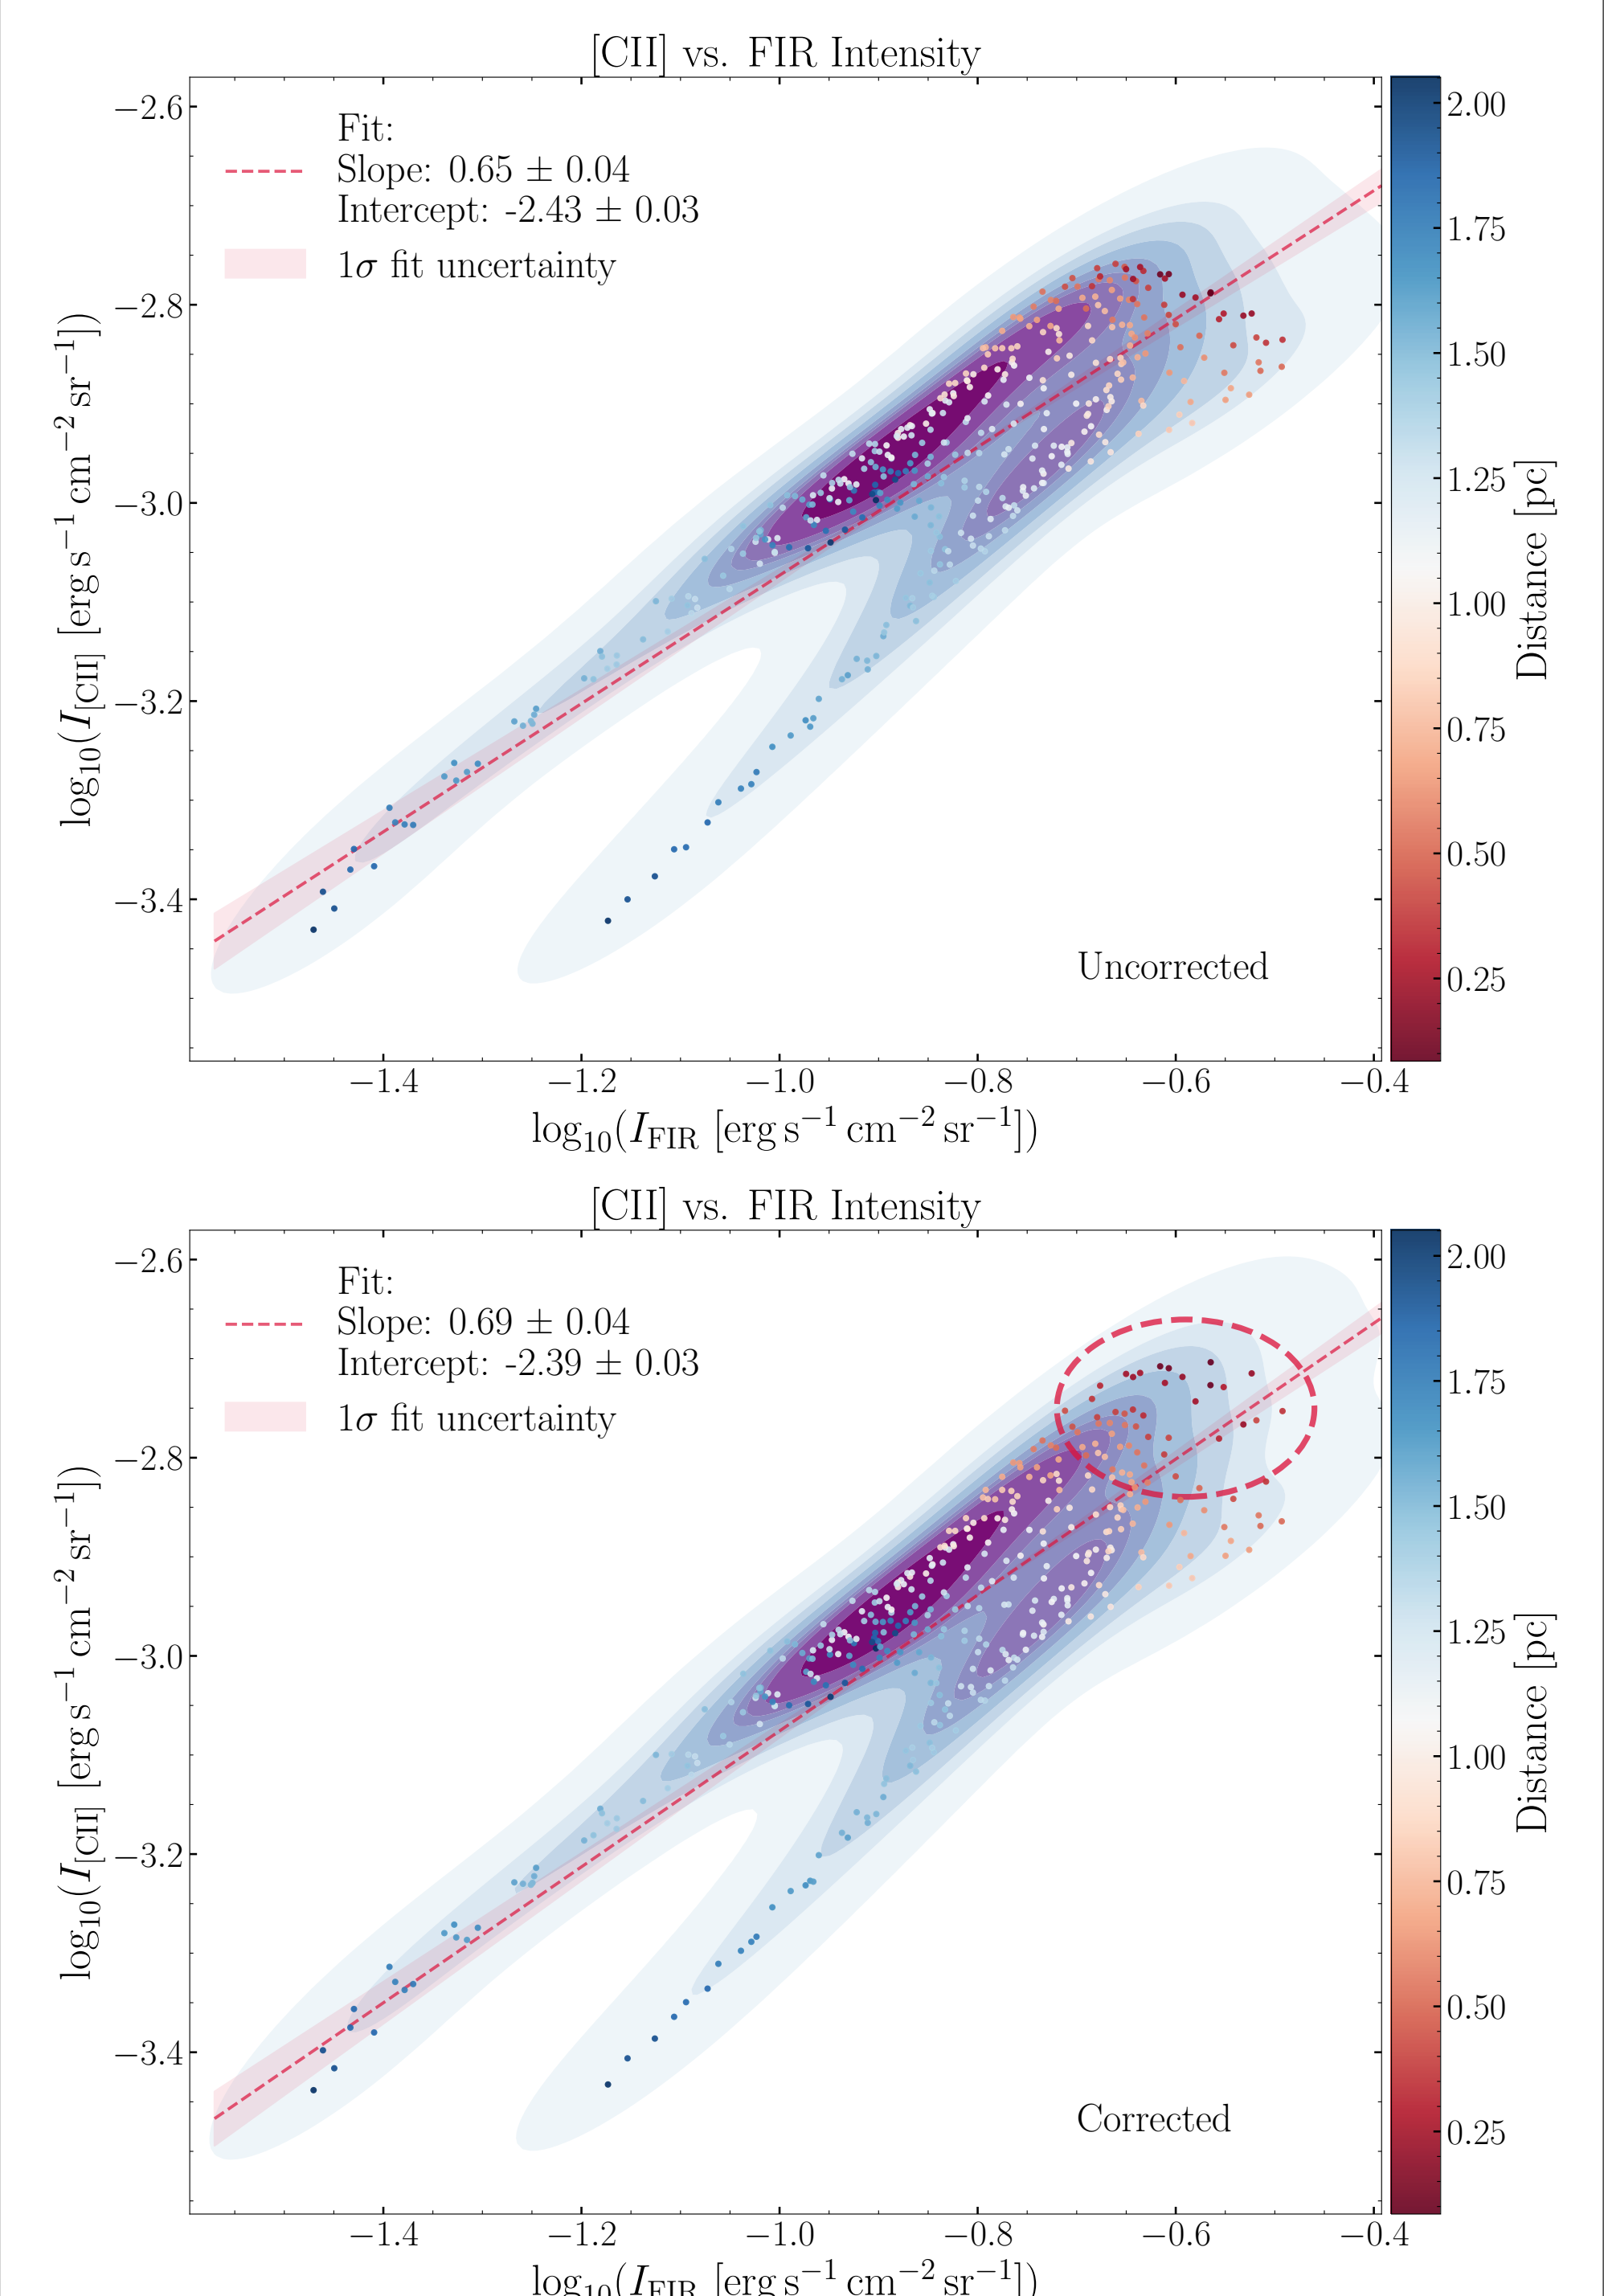 [CII] vs. FIR Intensity
Fit:
Slope: 0.65 ± 0.04
Intercept: -2.43 ± 0.03
1σ fit uncertainty
−2.6
−2.8
−3.0
−3.2
−3.4
log₁₀(I_[CII] [erg s⁻¹ cm⁻² sr⁻¹])
Uncorrected
−1.4 −1.2 −1.0 −0.8 −0.6 −0.4
log₁₀(I_FIR [erg s⁻¹ cm⁻² sr⁻¹])
2.00
1.75
1.50
1.25
1.00
0.75
0.50
0.25
Distance [pc]
[CII] vs. FIR Intensity
Fit:
Slope: 0.69 ± 0.04
Intercept: -2.39 ± 0.03
1σ fit uncertainty
−2.6
−2.8
−3.0
−3.2
−3.4
log₁₀(I_[CII] [erg s⁻¹ cm⁻² sr⁻¹])
Corrected
−1.4 −1.2 −1.0 −0.8 −0.6 −0.4
log₁₀(I_FIR [erg s⁻¹ cm⁻² sr⁻¹])
2.00
1.75
1.50
1.25
1.00
0.75
0.50
0.25
Distance [pc]